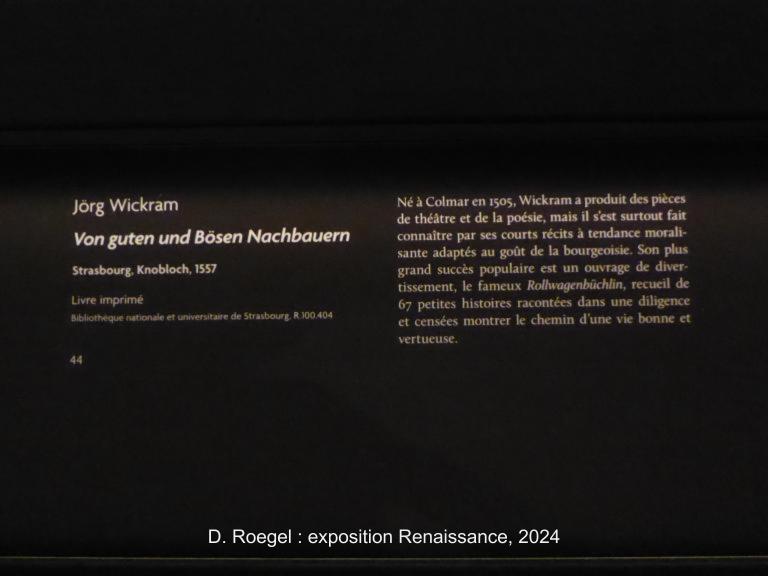 Jörg Wickram
Von guten und Bösen Nachbauern
Strasbourg, Knobloch, 1557
Livre imprimé
Bibliothèque nationale et universitaire de Strasbourg, R.100.404
44
Né à Colmar en 1505, Wickram a produit des pièces
de théâtre et de la poésie, mais il s'est surtout fait
connaître par ses courts récits à tendance morali-
sante adaptés au goût de la bourgeoisie. Son plus
grand succès populaire est un ouvrage de diver-
tissement, le fameux Rollwagenbüchlin, recueil de
67 petites histoires racontées dans une diligence
et censées montrer le chemin d'une vie bonne et
vertueuse.
D. Roegel : exposition Renaissance, 2024